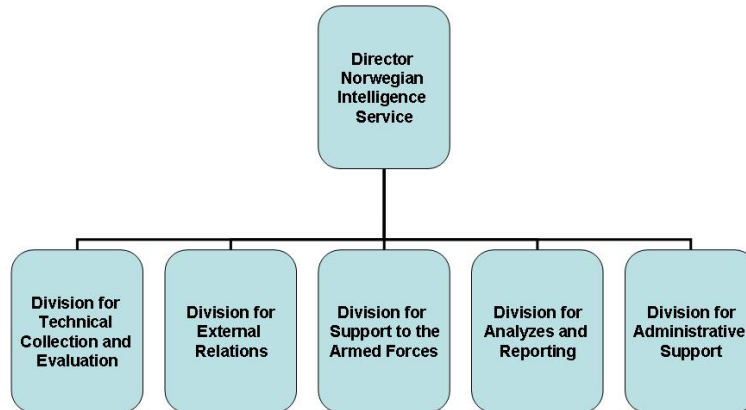 Director
Norwegian
Intelligence
Service
Division for
Technical
Collection and
Evaluation
Division for
External
Relations
Division for
Support to the
Armed Forces
Division for
Analyzes and
Reporting
Division for
Administrative
Support